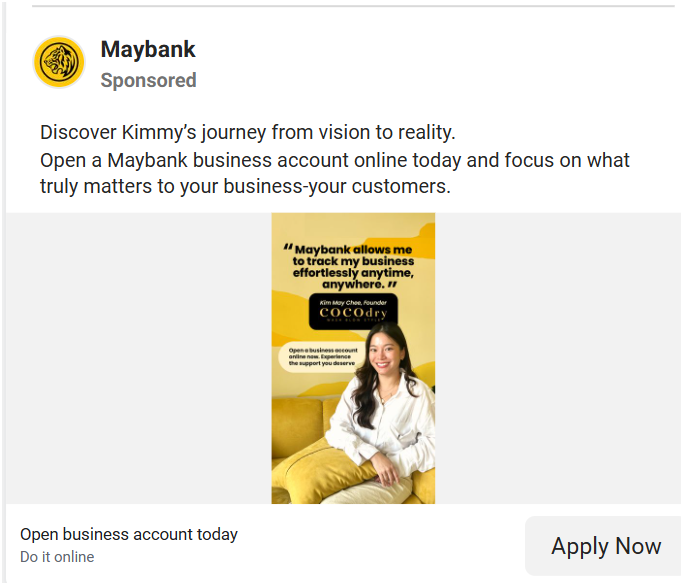 Maybank
Sponsored
Discover Kimmy’s journey from vision to reality.
Open a Maybank business account online today and focus on what
truly matters to your business-your customers.
“ Maybank allows me
to track my business
effortlessly anytime,
anywhere. ”
Kim May Chee, Founder
COCOdry
WASH BLOW STYLE
Open a business account
online now. Experience
the support you deserve
Open business account today
Do it online
Apply Now